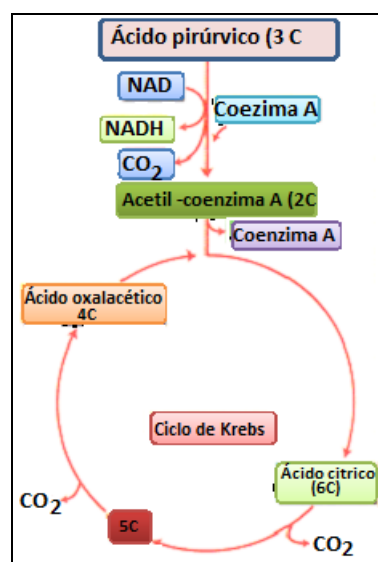 Ácido pirúrvico (3 C
NAD
Coezima A
NADH
CO2
Acetil -coenzima A (2C
Coenzima A
Ácido oxalacético
4C
Ciclo de Krebs
Ácido citrico
(6C)
CO2
5C
CO2